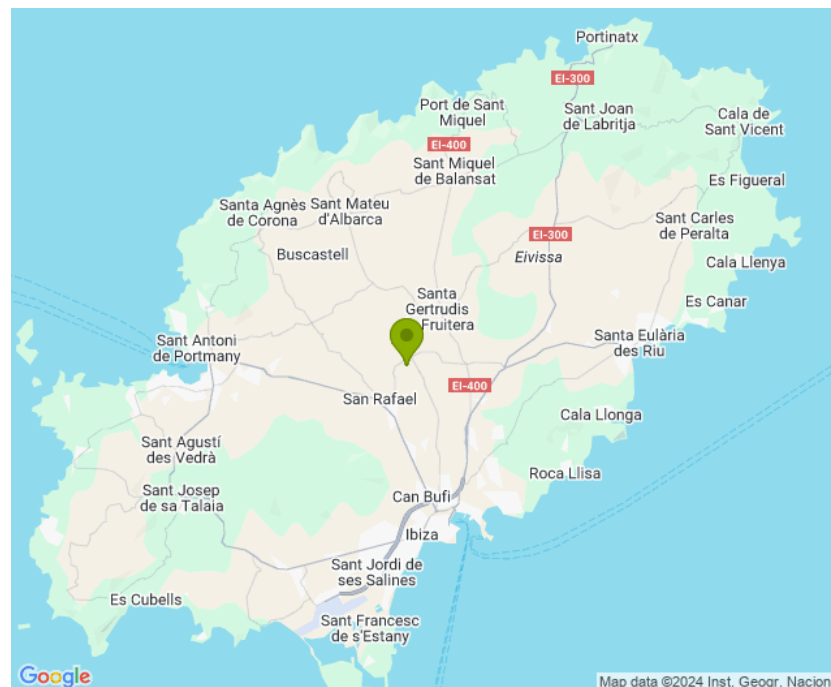 Portinatx
EI-300
Port de Sant
Miquel
Sant Joan
de Labritja
Cala de
Sant Vicent
EI-400
Sant Miquel
de Balansat
Es Figueral
Santa Agnès
de Corona
Sant Mateu
d'Albarca
Sant Carles
de Peralta
EI-300
Buscastell
Eivissa
Cala Llenya
Santa
Gertrudis
Fruitera
Es Canar
Sant Antoni
de Portmany
Santa Eulària
des Riu
EI-400
San Rafael
Cala Llonga
Sant Agustí
des Vedrà
Roca Llisa
Sant Josep
de sa Talaia
Can Bufi
Ibiza
Sant Jordi de
ses Salines
Es Cubells
Sant Francesc
de s'Estany
Google
Map data ©2024 Inst. Geogr. Nacion